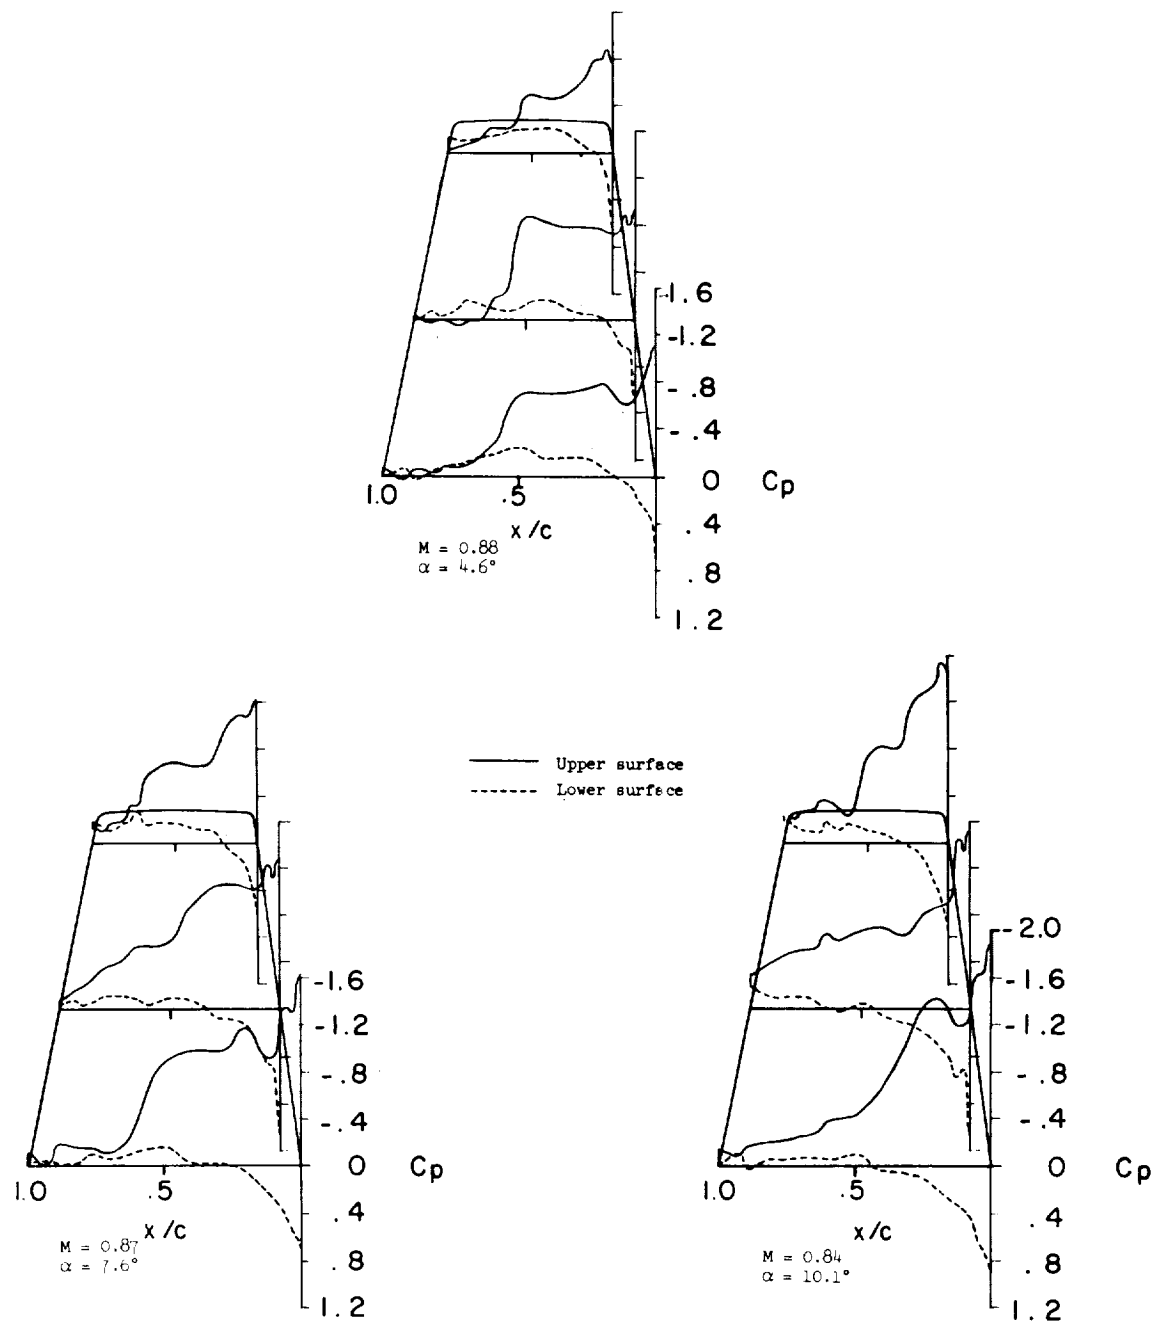 -1.6
-1.2
-.8
-.4
0 Cp
1.0 .5
.4
x/c
M = 0.88
α = 4.6°
.8
1.2
Upper surface
Lower surface
-1.6
-1.2
-.8
-.4
0 Cp
1.0 .5
.4
x/c
M = 0.87
α = 7.6°
.8
1.2
-2.0
-1.6
-1.2
-.8
-.4
0 Cp
1.0 .5
.4
x/c
M = 0.84
α = 10.1°
.8
1.2